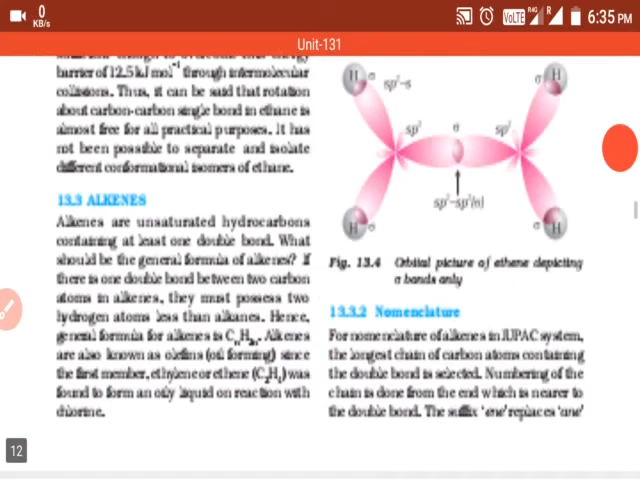 0
KB/s
VoLTE
R4G
R
6:35 PM
Unit-131
barrier of 12.5 kJ mol⁻¹ through intermolecular
collisions. Thus, it can be said that rotation
about carbon-carbon single bond in ethane is
almost free for all practical purposes. It has
not been possible to separate and isolate
different conformational isomers of ethane.
13.3 ALKENES
Alkenes are unsaturated hydrocarbons
containing at least one double bond. What
should be the general formula of alkenes? If
there is one double bond between two carbon
atoms in alkenes, they must possess two
hydrogen atoms less than alkanes. Hence,
general formula for alkenes is CₙH₂ₙ. Alkenes
are also known as olefins (oil forming) since
the first member, ethylene or ethene (C₂H₄) was
found to form an oily liquid on reaction with
chlorine.
12
H σ sp²–s σ H
sp² σ sp²
sp²–sp²(σ)
H σ σ H
Fig. 13.4 Orbital picture of ethene depicting
σ bonds only
13.3.2 Nomenclature
For nomenclature of alkenes in IUPAC system,
the longest chain of carbon atoms containing
the double bond is selected. Numbering of the
chain is done from the end which is nearer to
the double bond. The suffix ‘ene’ replaces ‘ane’